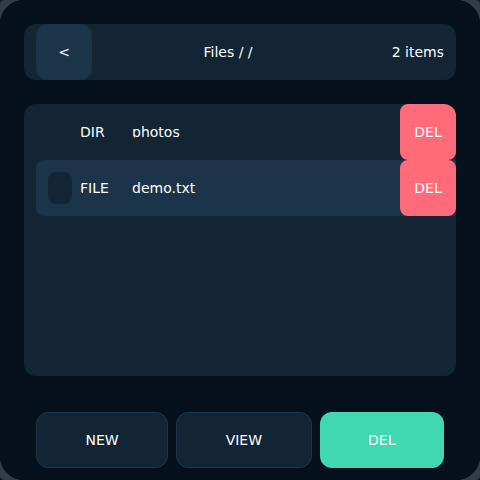 < Files / / 2 items
DIR photos DEL
FILE demo.txt DEL
NEW VIEW DEL